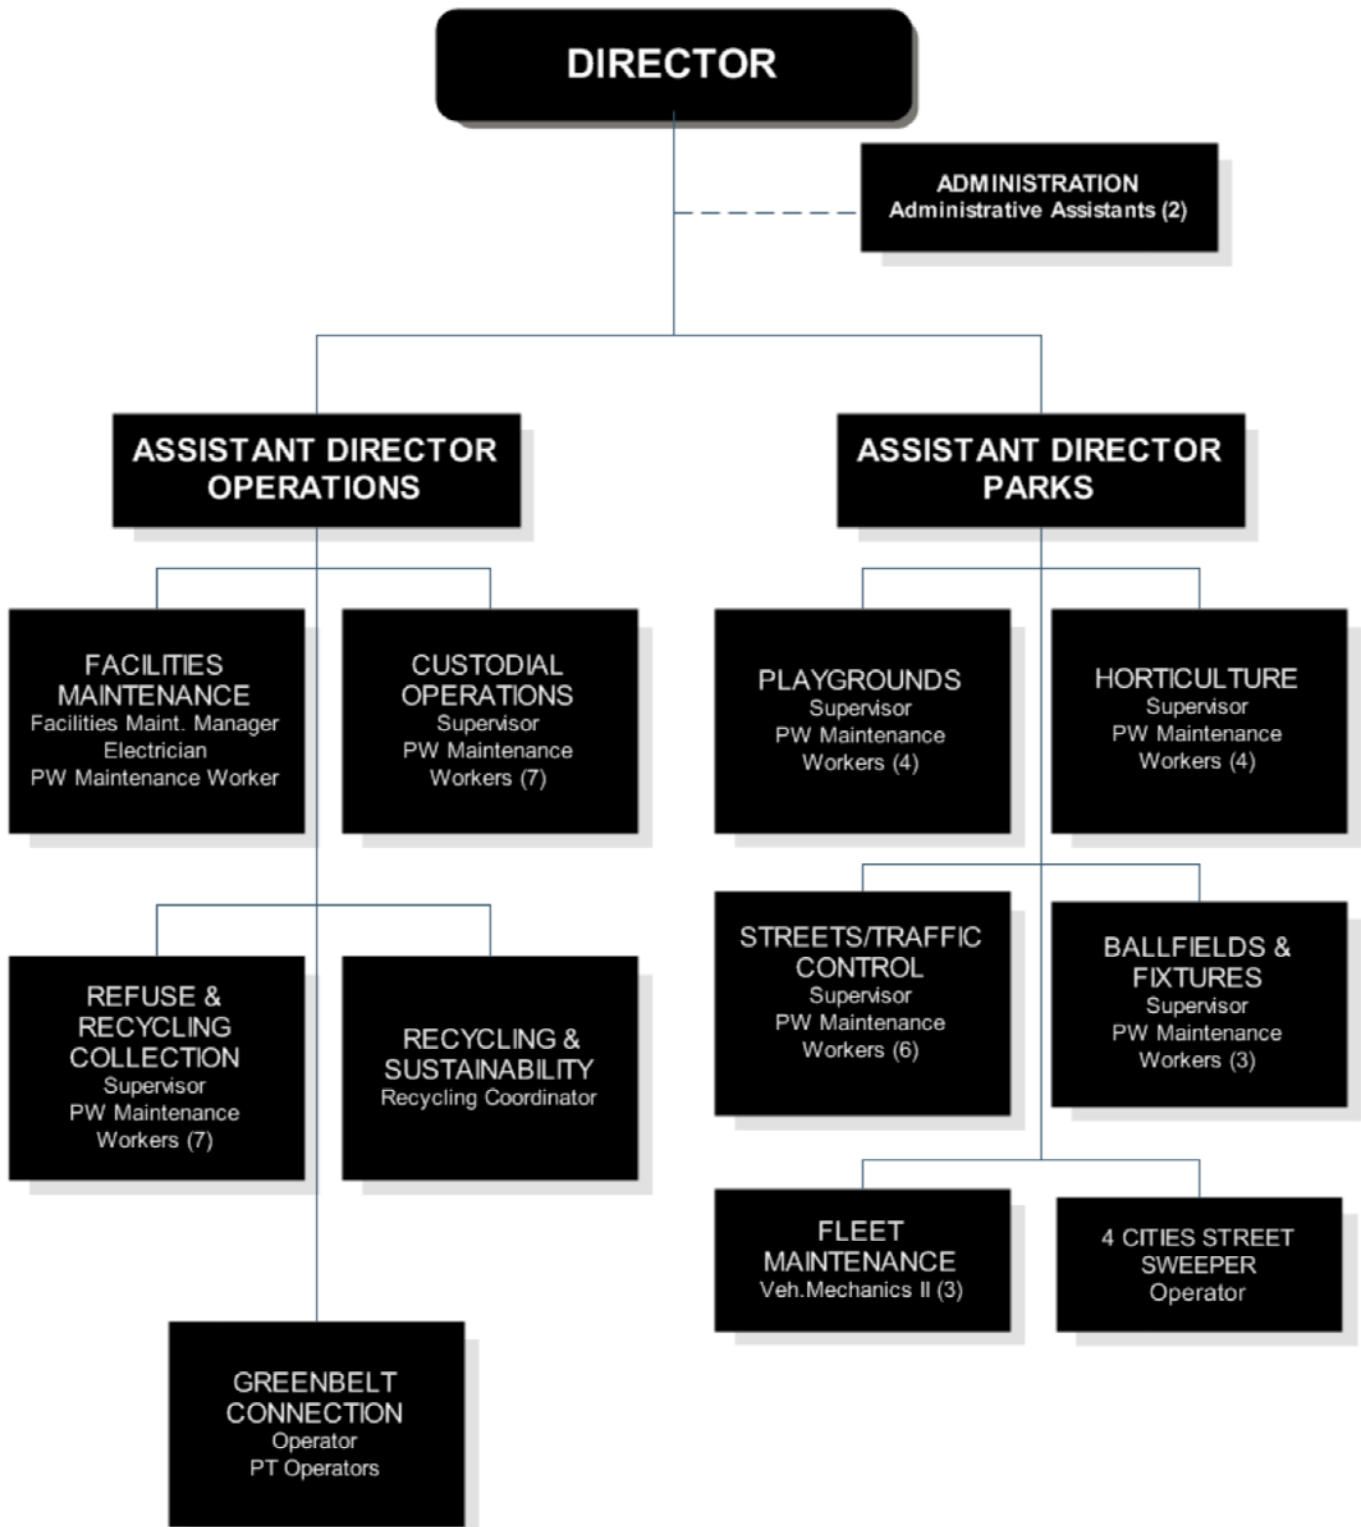 DIRECTOR
ADMINISTRATION
Administrative Assistants (2)
ASSISTANT DIRECTOR
OPERATIONS
ASSISTANT DIRECTOR
PARKS
FACILITIES
MAINTENANCE
Facilities Maint. Manager
Electrician
PW Maintenance Worker
CUSTODIAL
OPERATIONS
Supervisor
PW Maintenance
Workers (7)
PLAYGROUNDS
Supervisor
PW Maintenance
Workers (4)
HORTICULTURE
Supervisor
PW Maintenance
Workers (4)
REFUSE &
RECYCLING
COLLECTION
Supervisor
PW Maintenance
Workers (7)
RECYCLING &
SUSTAINABILITY
Recycling Coordinator
STREETS/TRAFFIC
CONTROL
Supervisor
PW Maintenance
Workers (6)
BALLFIELDS &
FIXTURES
Supervisor
PW Maintenance
Workers (3)
GREENBELT
CONNECTION
Operator
PT Operators
FLEET
MAINTENANCE
Veh.Mechanics II (3)
4 CITIES STREET
SWEEPER
Operator